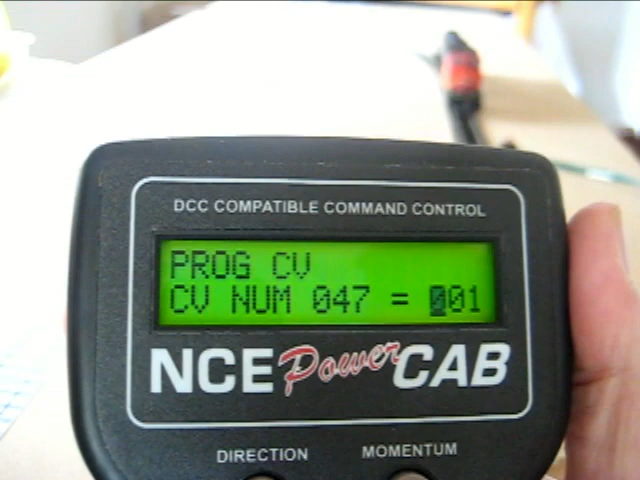 DCC COMPATIBLE COMMAND CONTROL
PROG CV
CV NUM 047 = 001
NCE Power CAB
DIRECTION MOMENTUM